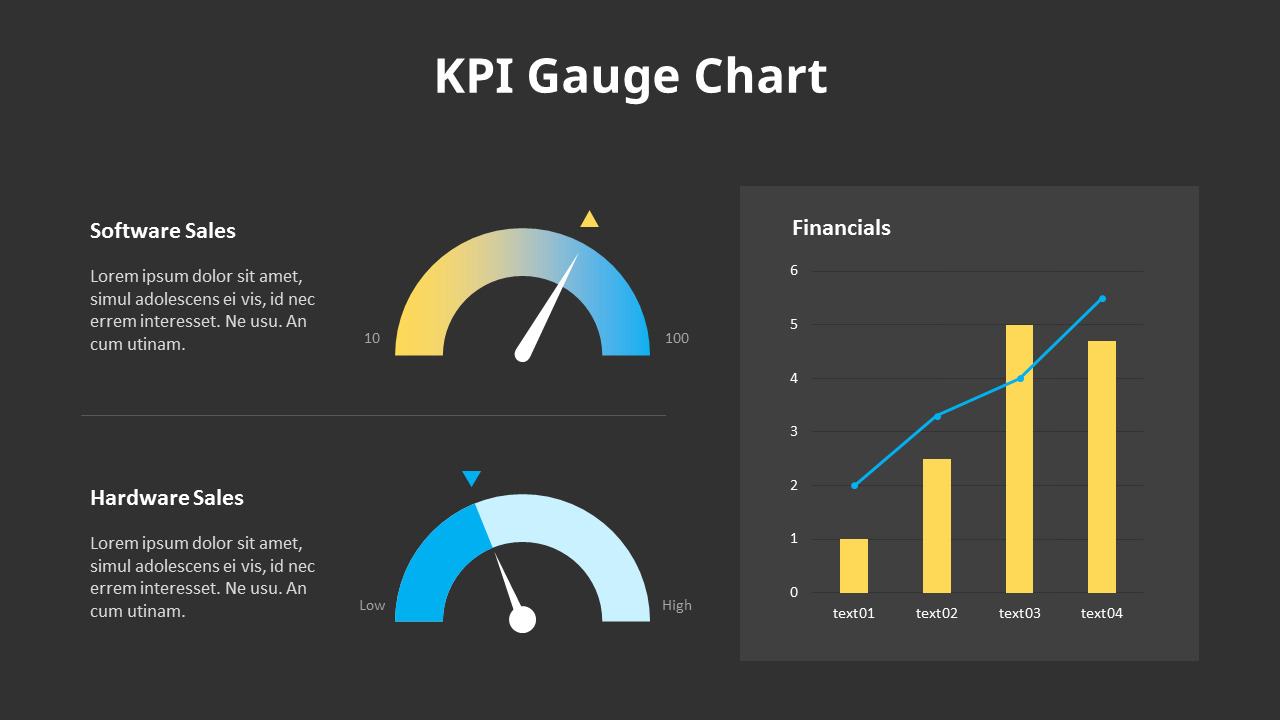 KPI Gauge Chart
Software Sales
Lorem ipsum dolor sit amet,
simul adolescens ei vis, id nec
errem interesset. Ne usu. An
cum utinam.
10
100
Hardware Sales
Lorem ipsum dolor sit amet,
simul adolescens ei vis, id nec
errem interesset. Ne usu. An
cum utinam.
Low
High
Financials
6
5
4
3
2
1
0
text01 text02 text03 text04